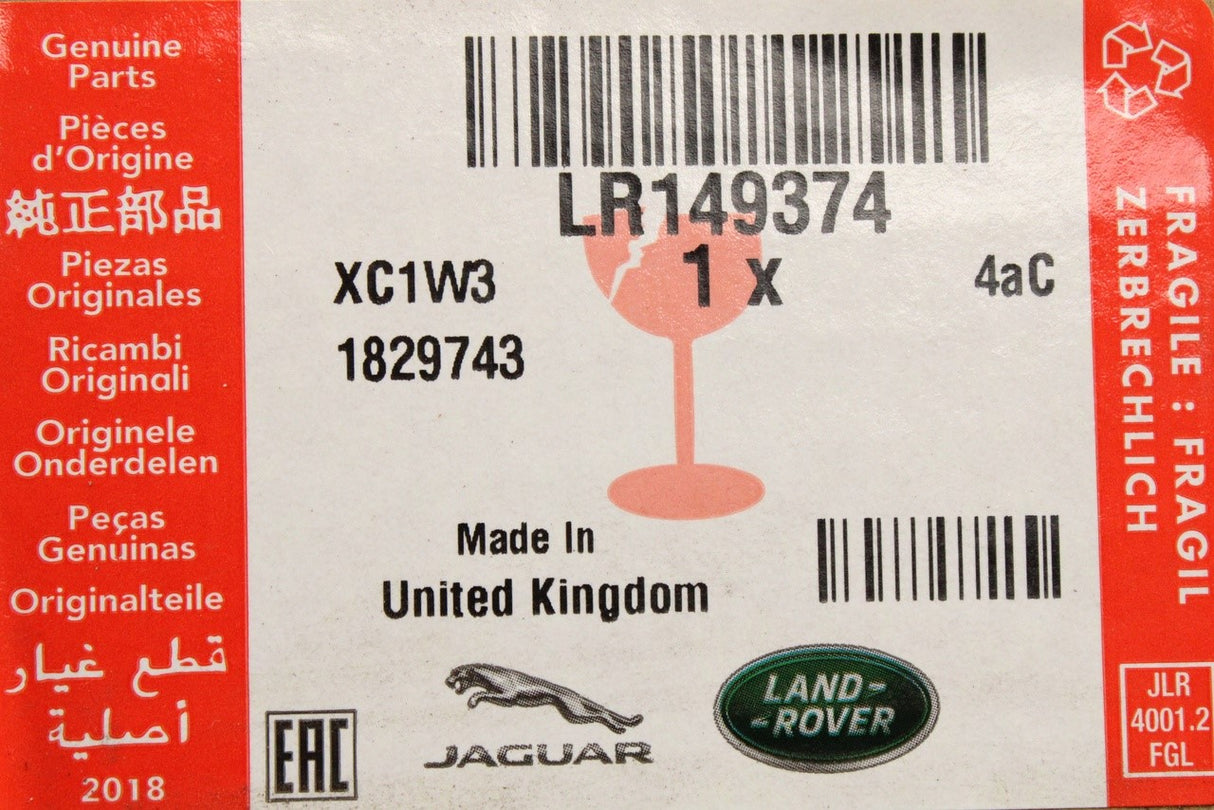 Genuine
Parts
Pièces
d'Origine
純正部品
Piezas
Originales
Ricambi
Originali
Originele
Onderdelen
Peças
Genuinas
Originalteile
قطع غيار
أصلية
2018
LR149374
XC1W3
1 x
4aC
1829743
Made In
United Kingdom
EAC
JAGUAR
LAND-
-ROVER
FRAGILE : FRAGIL
ZERBRECHLICH
JLR
4001.2
FGL